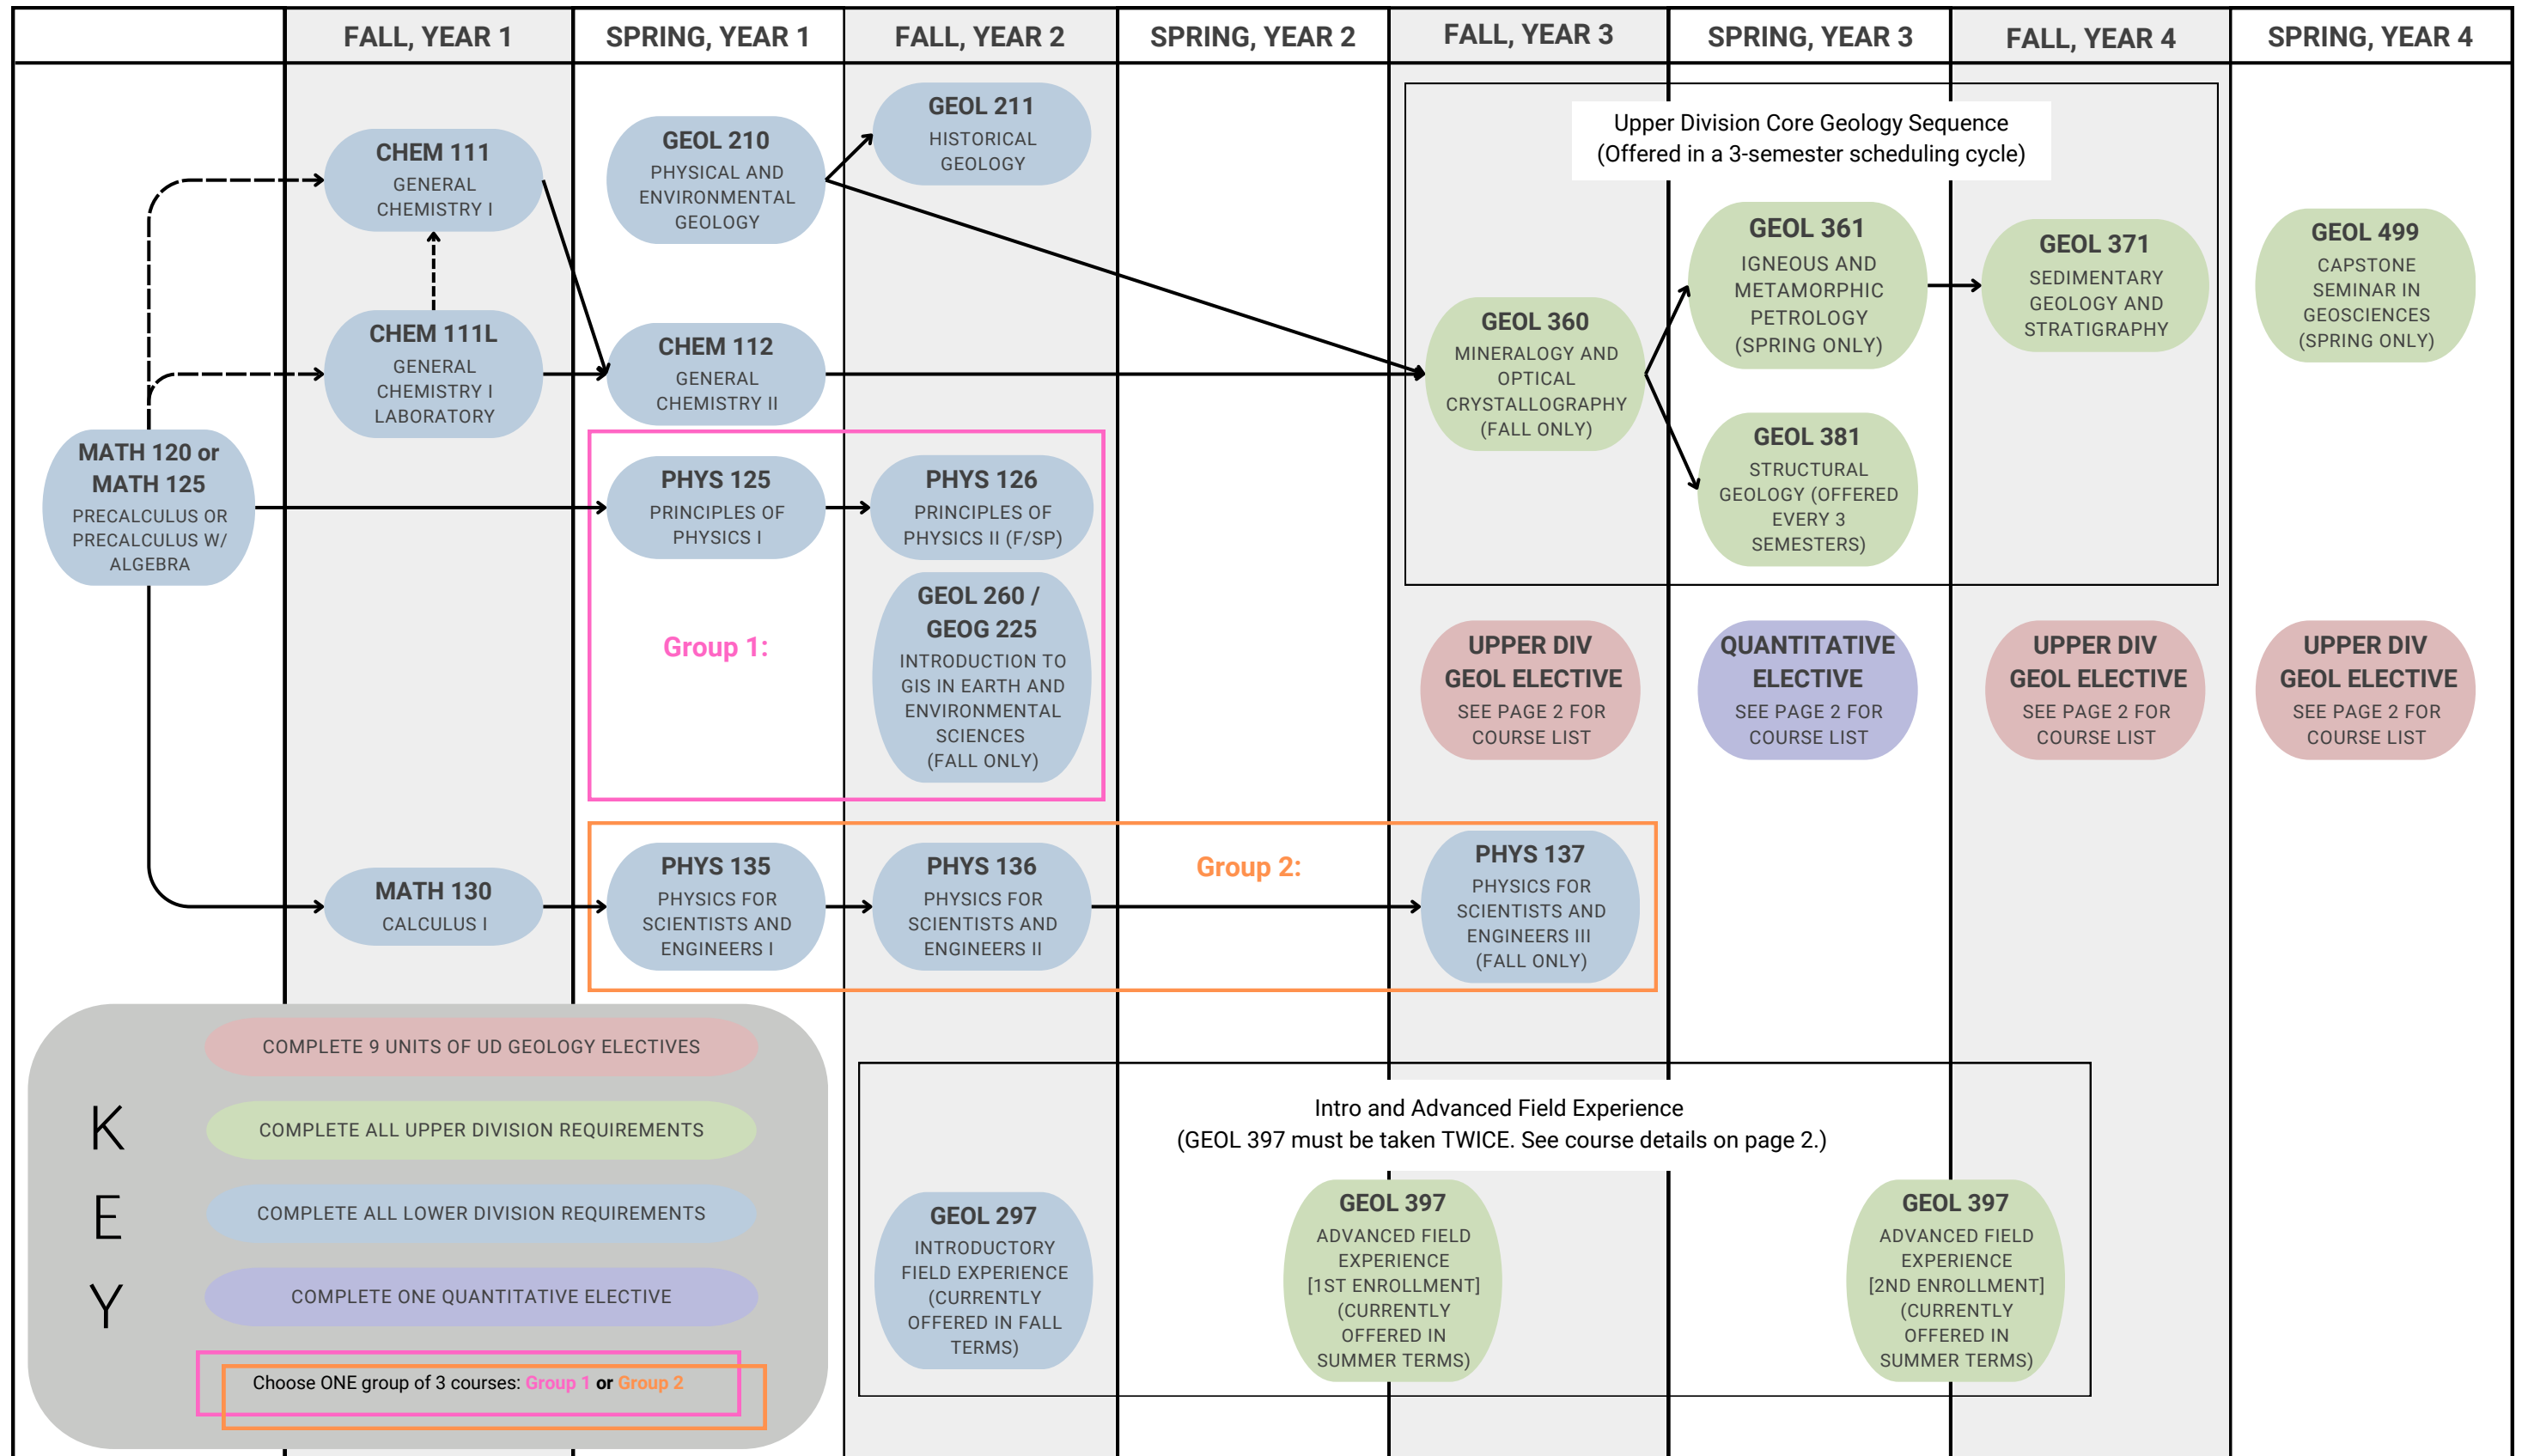 FALL, YEAR 1
SPRING, YEAR 1
FALL, YEAR 2
SPRING, YEAR 2
FALL, YEAR 3
SPRING, YEAR 3
FALL, YEAR 4
SPRING, YEAR 4
MATH 120 or
MATH 125
PRECALCULUS OR
PRECALCULUS W/
ALGEBRA
CHEM 111
GENERAL
CHEMISTRY I
CHEM 111L
GENERAL
CHEMISTRY I
LABORATORY
MATH 130
CALCULUS I
GEOL 210
PHYSICAL AND
ENVIRONMENTAL
GEOLOGY
CHEM 112
GENERAL
CHEMISTRY II
GEOL 211
HISTORICAL
GEOLOGY
PHYS 125
PRINCIPLES OF
PHYSICS I
PHYS 126
PRINCIPLES OF
PHYSICS II (F/SP)
Group 1:
GEOL 260 /
GEOG 225
INTRODUCTION TO
GIS IN EARTH AND
ENVIRONMENTAL
SCIENCES
(FALL ONLY)
PHYS 135
PHYSICS FOR
SCIENTISTS AND
ENGINEERS I
PHYS 136
PHYSICS FOR
SCIENTISTS AND
ENGINEERS II
Group 2:
PHYS 137
PHYSICS FOR
SCIENTISTS AND
ENGINEERS III
(FALL ONLY)
Upper Division Core Geology Sequence
(Offered in a 3-semester scheduling cycle)
GEOL 360
MINERALOGY AND
OPTICAL
CRYSTALLOGRAPHY
(FALL ONLY)
GEOL 361
IGNEOUS AND
METAMORPHIC
PETROLOGY
(SPRING ONLY)
GEOL 381
STRUCTURAL
GEOLOGY (OFFERED
EVERY 3
SEMESTERS)
GEOL 371
SEDIMENTARY
GEOLOGY AND
STRATIGRAPHY
GEOL 499
CAPSTONE
SEMINAR IN
GEOSCIENCES
(SPRING ONLY)
UPPER DIV
GEOL ELECTIVE
SEE PAGE 2 FOR
COURSE LIST
QUANTITATIVE
ELECTIVE
SEE PAGE 2 FOR
COURSE LIST
UPPER DIV
GEOL ELECTIVE
SEE PAGE 2 FOR
COURSE LIST
UPPER DIV
GEOL ELECTIVE
SEE PAGE 2 FOR
COURSE LIST
Intro and Advanced Field Experience
(GEOL 397 must be taken TWICE. See course details on page 2.)
GEOL 297
INTRODUCTORY
FIELD EXPERIENCE
(CURRENTLY
OFFERED IN FALL
TERMS)
GEOL 397
ADVANCED FIELD
EXPERIENCE
[1ST ENROLLMENT]
(CURRENTLY
OFFERED IN
SUMMER TERMS)
GEOL 397
ADVANCED FIELD
EXPERIENCE
[2ND ENROLLMENT]
(CURRENTLY
OFFERED IN
SUMMER TERMS)
K
E
Y
COMPLETE 9 UNITS OF UD GEOLOGY ELECTIVES
COMPLETE ALL UPPER DIVISION REQUIREMENTS
COMPLETE ALL LOWER DIVISION REQUIREMENTS
COMPLETE ONE QUANTITATIVE ELECTIVE
Choose ONE group of 3 courses: Group 1 or Group 2